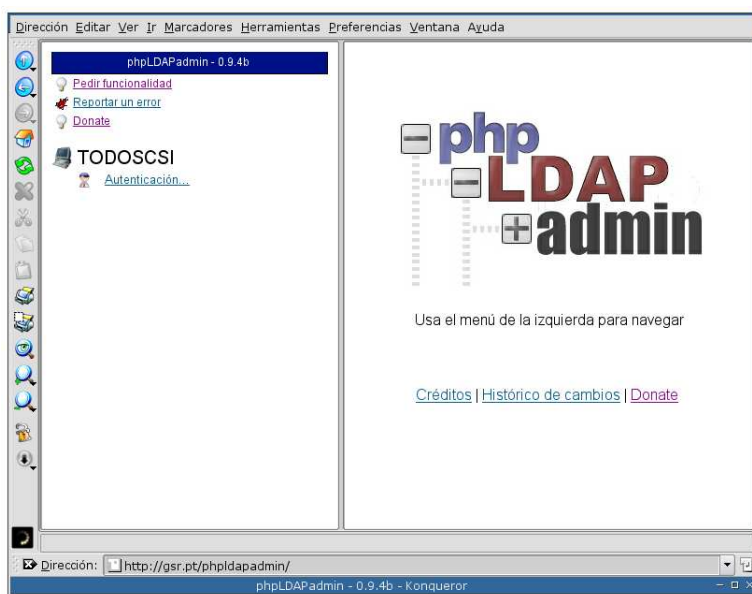 Dirección Editar Ver Ir Marcadores Herramientas Preferencias Ventana Ayuda
phpLDAPadmin - 0.9.4b
Pedir funcionalidad
Reportar un error
Donate
TODOSCSI
Autenticación...
php
LDAP
admin
Usa el menú de la izquierda para navegar
Créditos | Histórico de cambios | Donate
Dirección: http://gsr.pt/phpldapadmin/
phpLDAPadmin - 0.9.4b - Konqueror